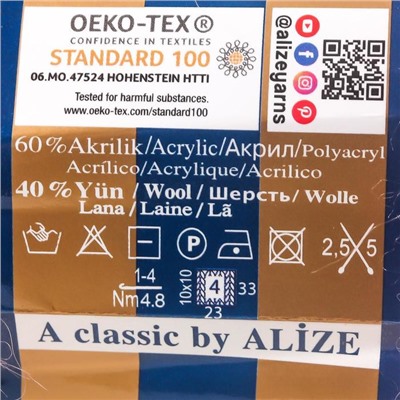 OEKO-TEX®
CONFIDENCE IN TEXTILES
STANDARD 100
06.MO.47524 HOHENSTEIN HTTI
Tested for harmful substances.
www.oeko-tex.com/standard100
@alizeyarns
60% Akrilik/Acrylic/Акрил/Polyacryl
Acrílico/Acrylique/Acrilico
40% Yün/Wool/Шерсть/Wolle
Lana/Laine/Lã
P
2,5 5
1-4
Nm4.8
10x10
4
33
23
A classic by ALİZE